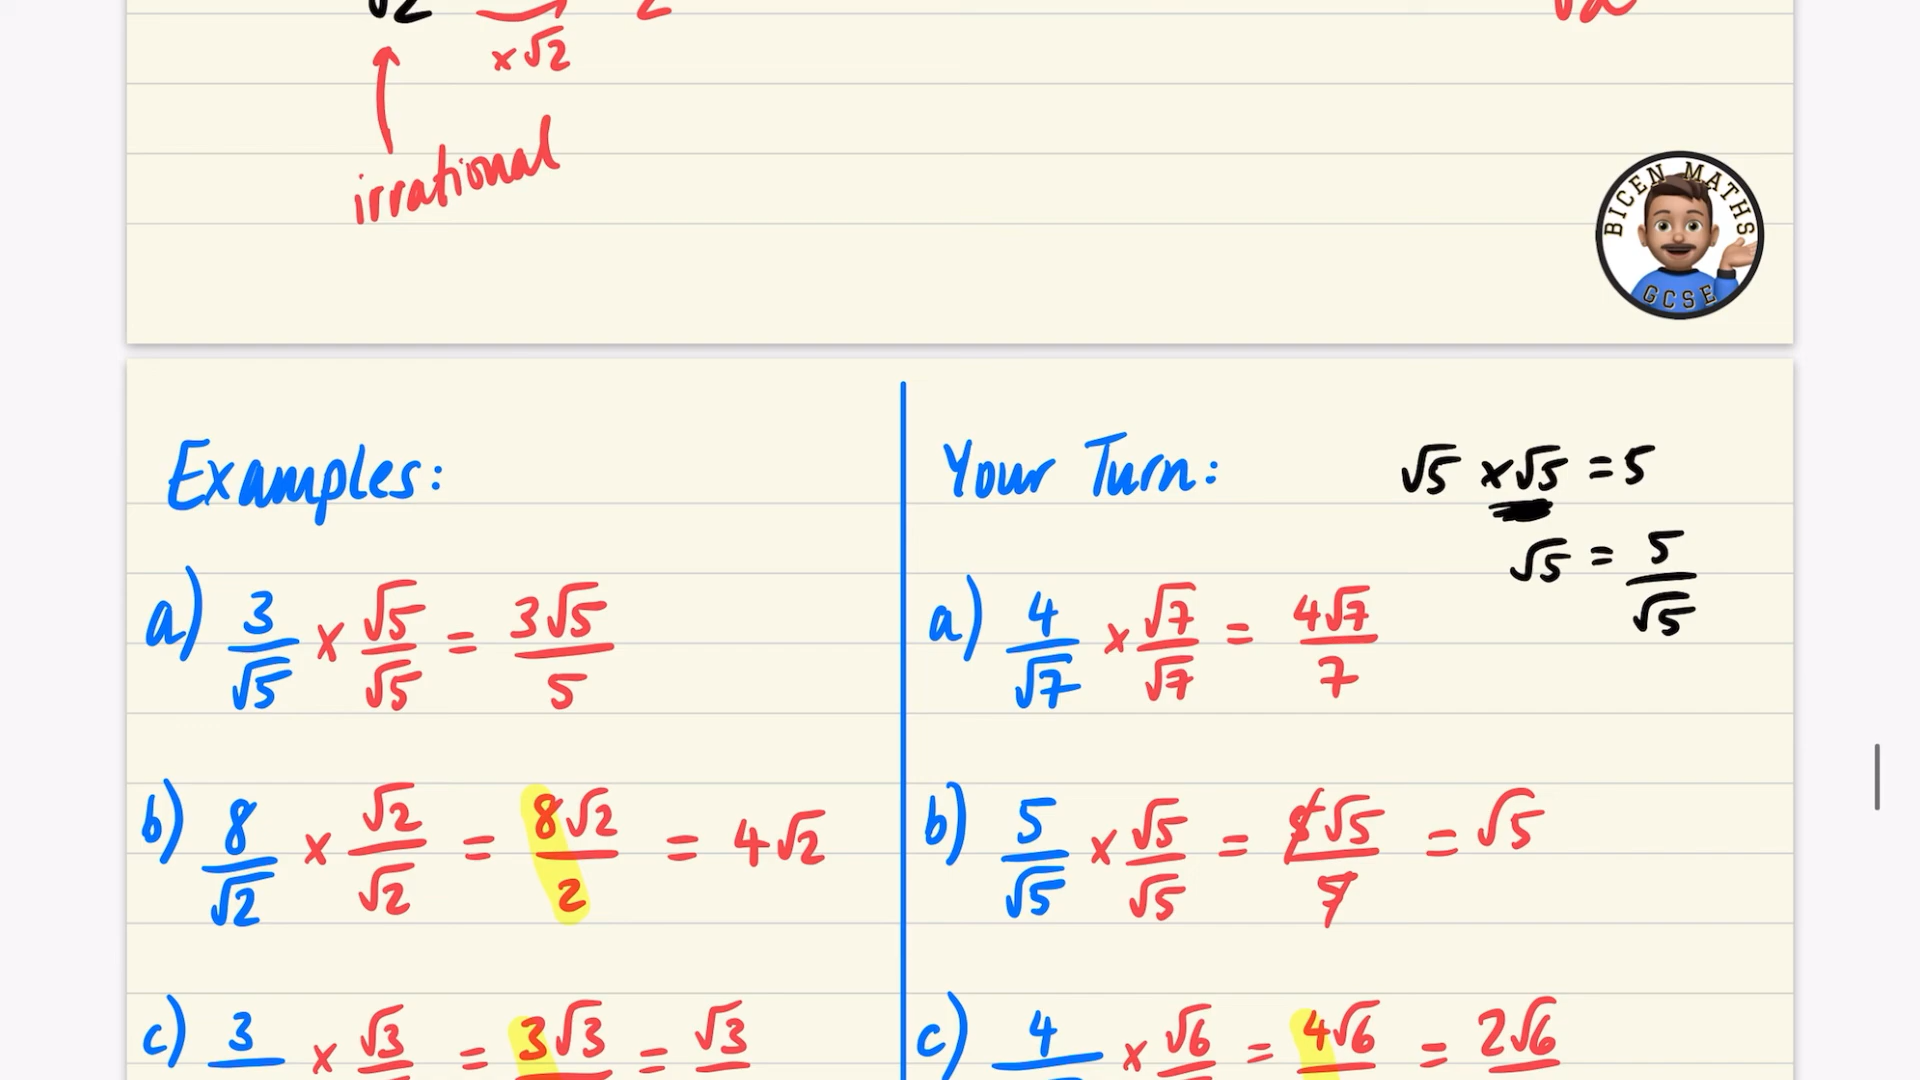 √2
×√2
irrational
BICEN MATHS
GCSE
Examples:
a) 3/√5 × √5/√5 = 3√5/5
b) 8/√2 × √2/√2 = 8√2/2 = 4√2
c) 3 × √3 = 3√3 = √3
Your Turn:
√5 ×√5 = 5
√5 = 5/√5
a) 4/√7 × √7/√7 = 4√7/7
b) 5/√5 × √5/√5 = 5√5/5 = √5
c) 4 × √6 = 4√6 = 2√6